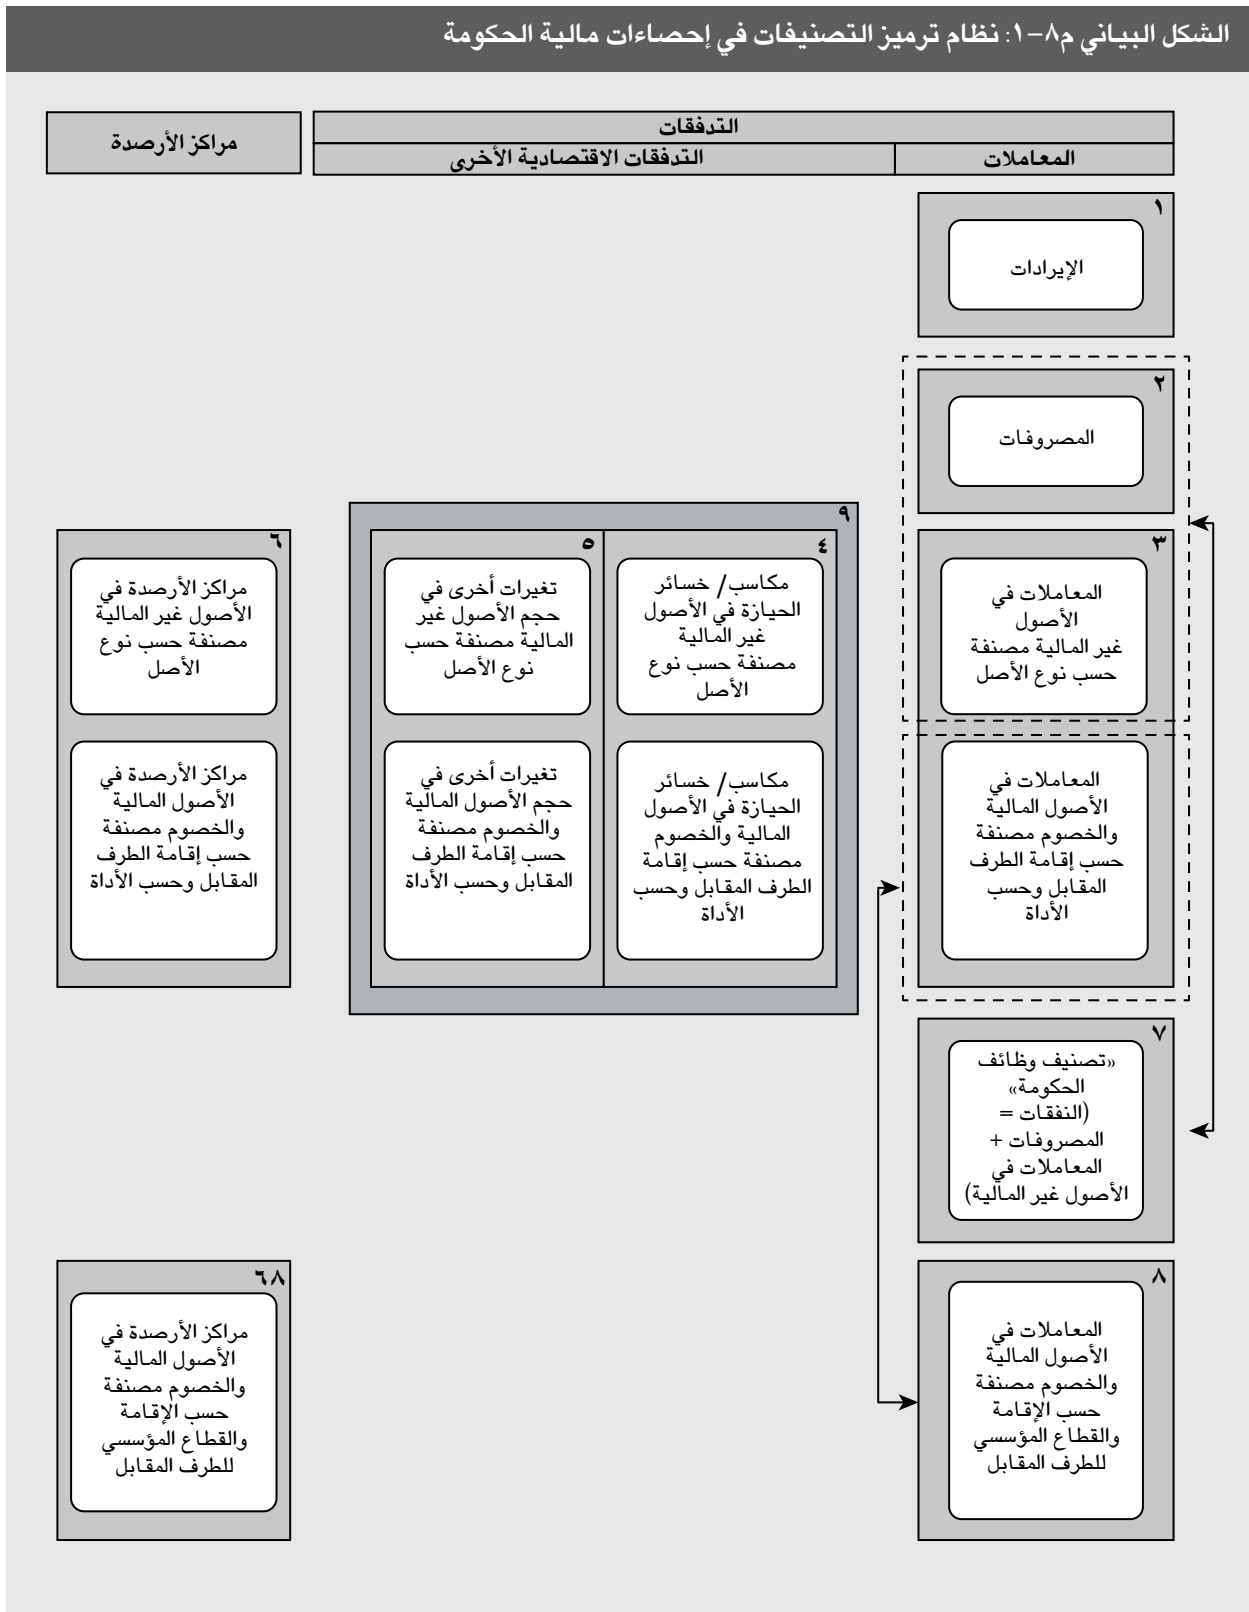 الشكل البياني م٨–١: نظام ترميز التصنيفات في إحصاءات مالية الحكومة
التدفقات
مراكز الأرصدة
المعاملات
التدفقات الاقتصادية الأخرى
١
الإيرادات
٢
المصروفات
٣
المعاملات في
الأصول
غير المالية مصنفة
حسب نوع الأصل
المعاملات في
الأصول المالية
والخصوم مصنفة
حسب إقامة الطرف
المقابل وحسب
الأداة
٩
٤
مكاسب/ خسائر
الحيازة في الأصول
غير المالية
مصنفة حسب نوع
الأصل
مكاسب/ خسائر
الحيازة في الأصول
المالية والخصوم
مصنفة حسب إقامة
الطرف المقابل وحسب
الأداة
٥
تغيرات أخرى في
حجم الأصول غير
المالية مصنفة حسب
نوع الأصل
تغيرات أخرى في
حجم الأصول المالية
والخصوم مصنفة
حسب إقامة الطرف
المقابل وحسب الأداة
٦
مراكز الأرصدة في
الأصول غير المالية
مصنفة حسب نوع
الأصل
مراكز الأرصدة في
الأصول المالية
والخصوم مصنفة
حسب إقامة الطرف
المقابل وحسب الأداة
٧
«تصنيف وظائف
الحكومة»
(النفقات =
المصروفات +
المعاملات في
الأصول غير المالية)
٨
المعاملات في
الأصول المالية
والخصوم مصنفة
حسب الإقامة
والقطاع المؤسسي
للطرف المقابل
٦٨
مراكز الأرصدة في
الأصول المالية
والخصوم مصنفة
حسب الإقامة
والقطاع المؤسسي
للطرف المقابل